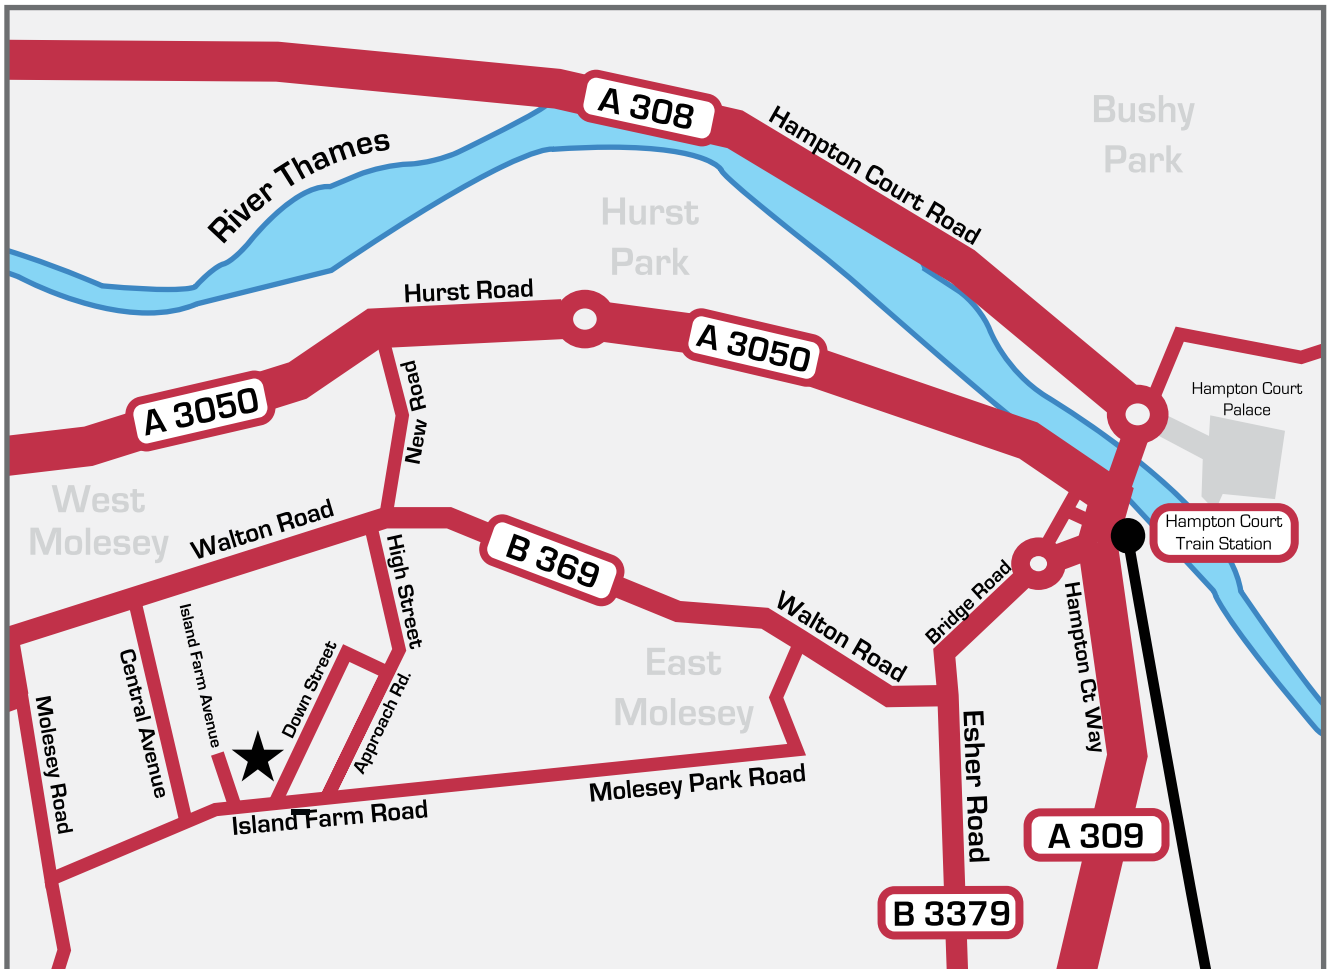 A 308
Hampton Court Road
Bushy
Park
River Thames
Hurst
Park
Hurst Road
A 3050
A 3050
New Road
Hampton Court
Palace
West
Molesey
Walton Road
B 369
High Street
Hampton Court
Train Station
Bridge Road
Walton Road
Hampton Ct Way
Island Farm Avenue
Central Avenue
Down Street
Approach Rd.
East
Molesey
Molesey Road
Esher Road
Molesey Park Road
Island Farm Road
A 309
B 3379